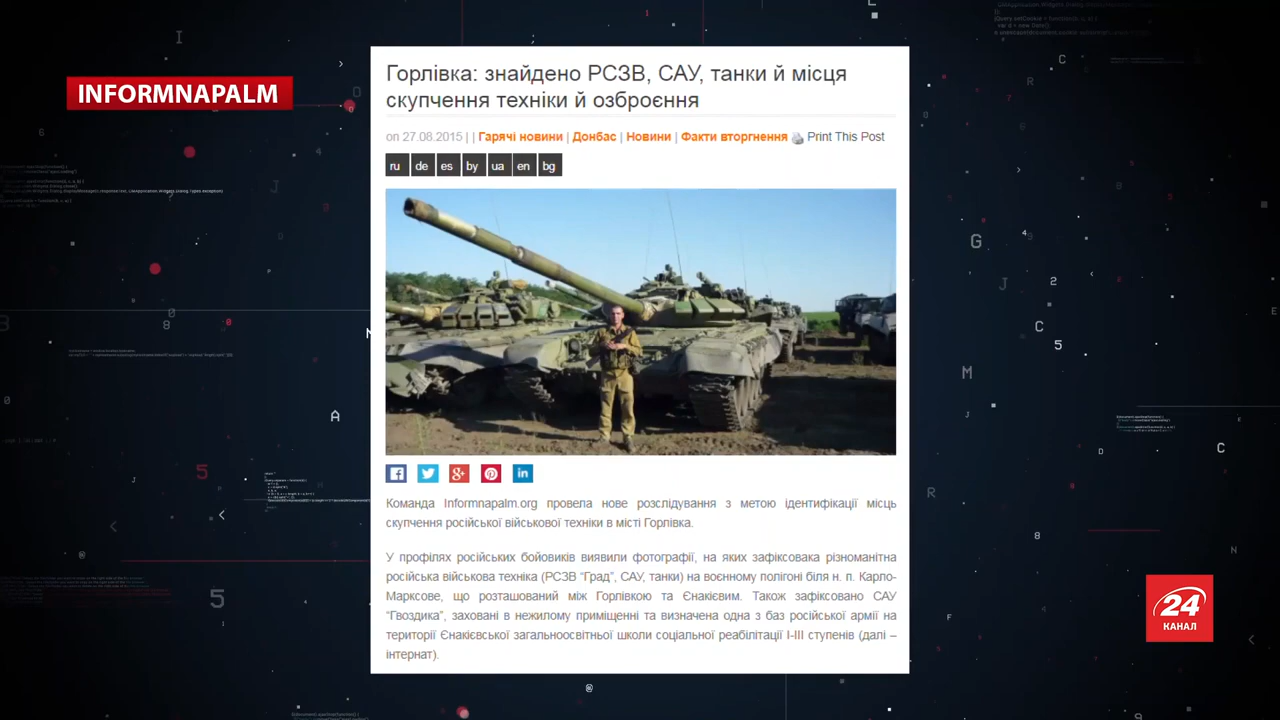 INFORMNAPALM
Горлівка: знайдено РСЗВ, САУ, танки й місця
скупчення техніки й озброєння
on 27.08.2015 | | Гарячі новини | Донбас | Новини | Факти вторгнення Print This Post
ru de es by ua en bg
Команда Informnapalm.org провела нове розслідування з метою ідентифікації місць
скупчення російської військової техніки в місті Горлівка.
У профілях російських бойовиків виявили фотографії, на яких зафіксовака різноманітна
російська військова техніка (РСЗВ "Град", САУ, танки) на воєнному полігоні біля н. п. Карло-
Марксове, що розташований між Горлівкою та Єнакієвим. Також зафіксовано САУ
"Гвоздика", заховані в нежилому приміщенні та визначена одна з баз російської армії на
території Єнакієвської загальноосвітньої школи соціальної реабілітації І-ІІІ ступенів (далі –
інтернат).
24
КАНАЛ